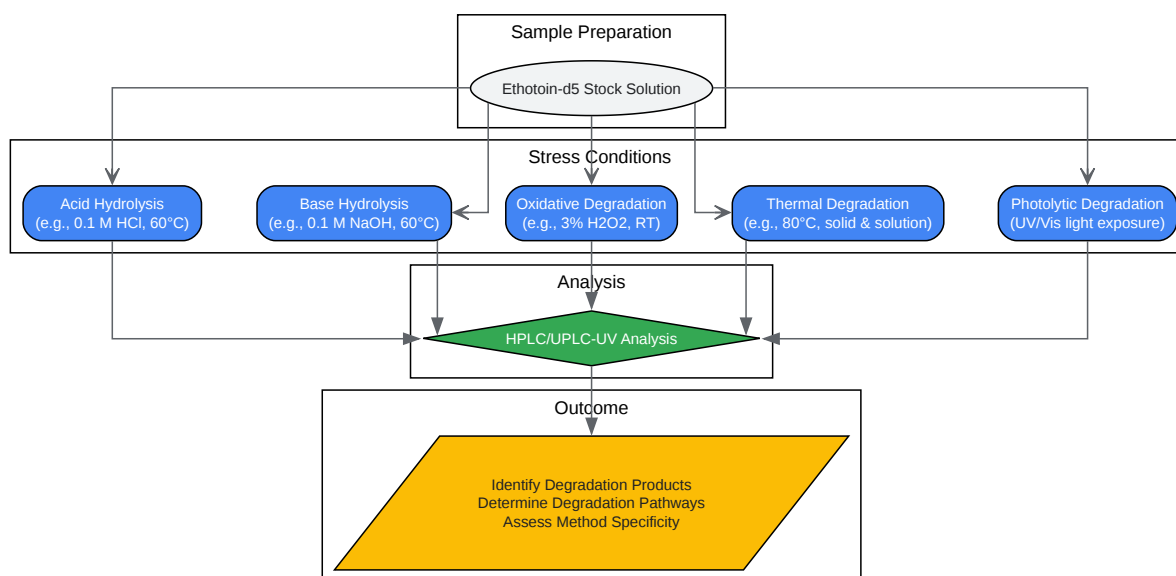 Sample Preparation
Ethotoin-d5 Stock Solution
Stress Conditions
Acid Hydrolysis
(e.g., 0.1 M HCl, 60°C)
Base Hydrolysis
(e.g., 0.1 M NaOH, 60°C)
Oxidative Degradation
(e.g., 3% H2O2, RT)
Thermal Degradation
(e.g., 80°C, solid & solution)
Photolytic Degradation
(UV/Vis light exposure)
Analysis
HPLC/UPLC-UV Analysis
Outcome
Identify Degradation Products
Determine Degradation Pathways
Assess Method Specificity